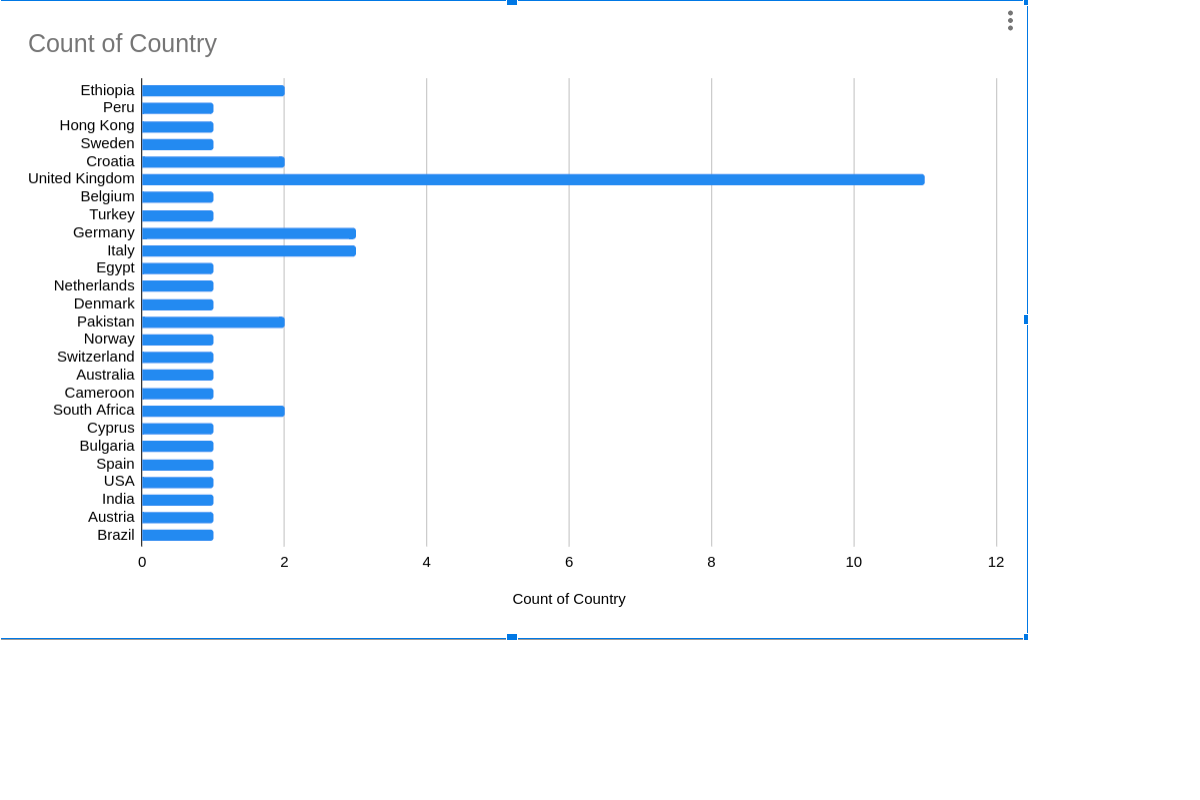 Count of Country
Ethiopia
Peru
Hong Kong
Sweden
Croatia
United Kingdom
Belgium
Turkey
Germany
Italy
Egypt
Netherlands
Denmark
Pakistan
Norway
Switzerland
Australia
Cameroon
South Africa
Cyprus
Bulgaria
Spain
USA
India
Austria
Brazil
0 2 4 6 8 10 12
Count of Country